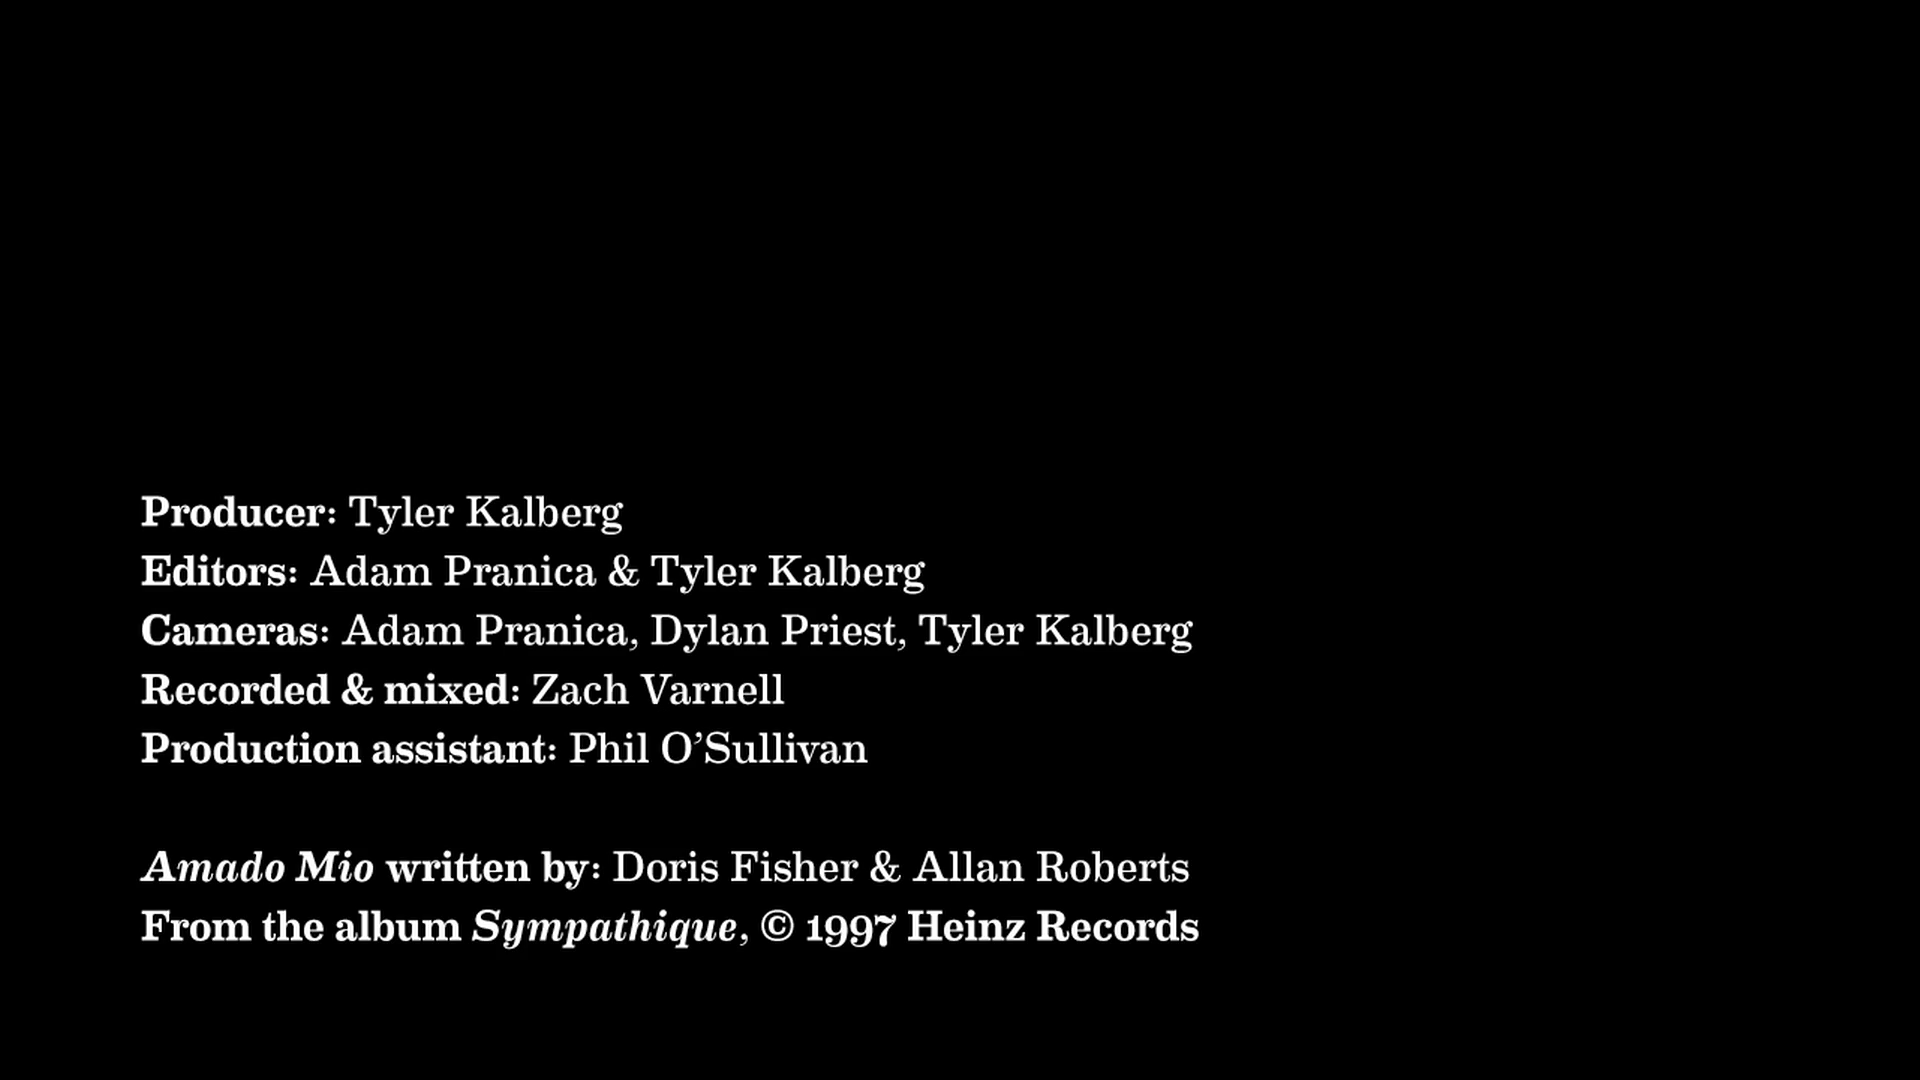 Producer: Tyler Kalberg
Editors: Adam Pranica & Tyler Kalberg
Cameras: Adam Pranica, Dylan Priest, Tyler Kalberg
Recorded & mixed: Zach Varnell
Production assistant: Phil O’Sullivan
Amado Mio written by: Doris Fisher & Allan Roberts
From the album Sympathique, © 1997 Heinz Records